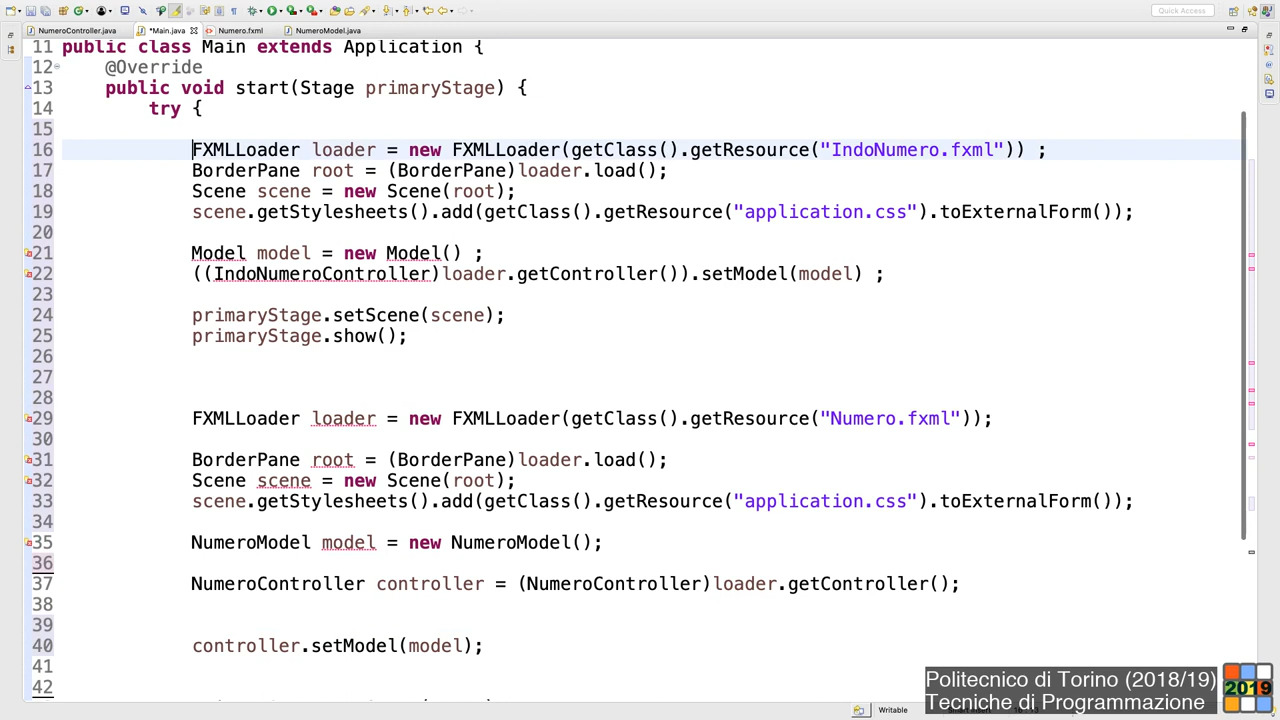 Quick Access
NumeroController.java
*Main.java
Numero.fxml
NumeroModel.java
11 public class Main extends Application {
12 @Override
13 public void start(Stage primaryStage) {
14 try {
15
16 FXMLLoader loader = new FXMLLoader(getClass().getResource("IndoNumero.fxml")) ;
17 BorderPane root = (BorderPane)loader.load();
18 Scene scene = new Scene(root);
19 scene.getStylesheets().add(getClass().getResource("application.css").toExternalForm());
20
21 Model model = new Model() ;
22 ((IndoNumeroController)loader.getController()).setModel(model) ;
23
24 primaryStage.setScene(scene);
25 primaryStage.show();
26
27
28
29 FXMLLoader loader = new FXMLLoader(getClass().getResource("Numero.fxml"));
30
31 BorderPane root = (BorderPane)loader.load();
32 Scene scene = new Scene(root);
33 scene.getStylesheets().add(getClass().getResource("application.css").toExternalForm());
34
35 NumeroModel model = new NumeroModel();
36
37 NumeroController controller = (NumeroController)loader.getController();
38
39
40 controller.setModel(model);
41
42
Politecnico di Torino (2018/19)
Tecniche di Programmazione
2019
Writable